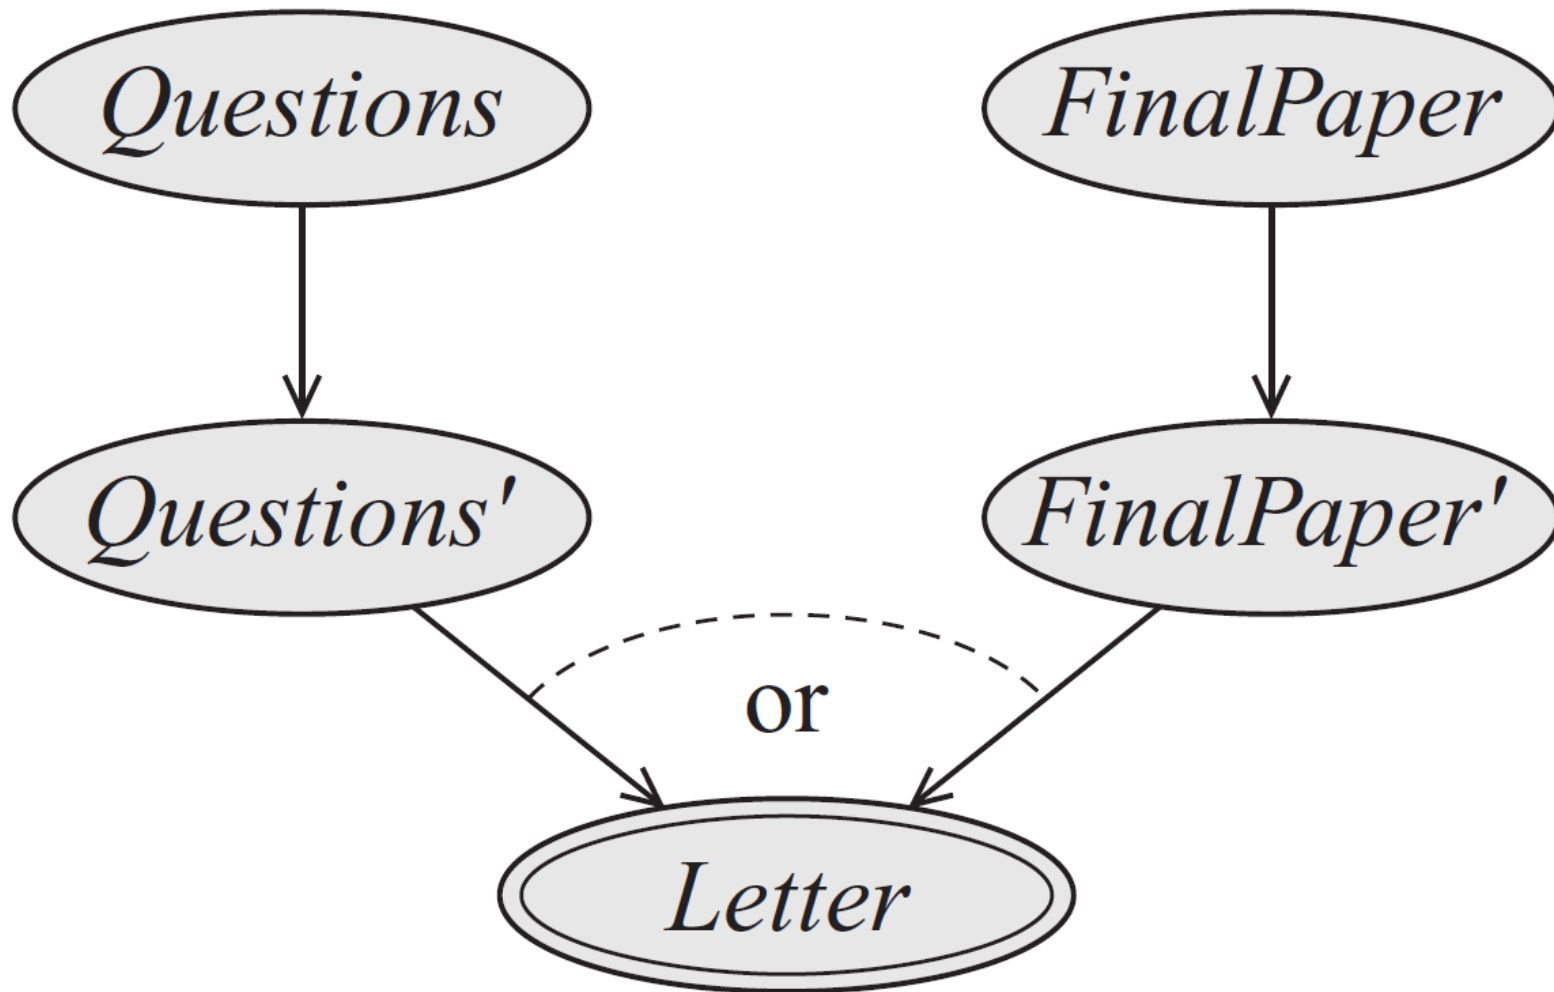 Questions
FinalPaper
Questions'
FinalPaper'
or
Letter